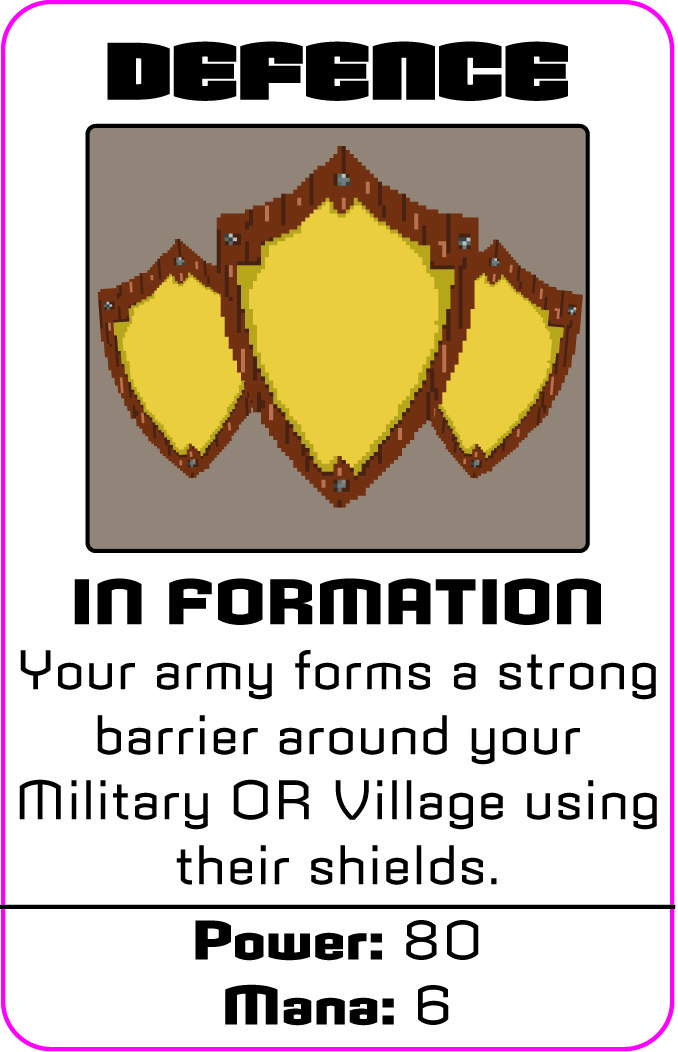 DEFENCE
IN FORMATION
Your army forms a strong
barrier around your
Military OR Village using
their shields.
Power: 80
Mana: 6